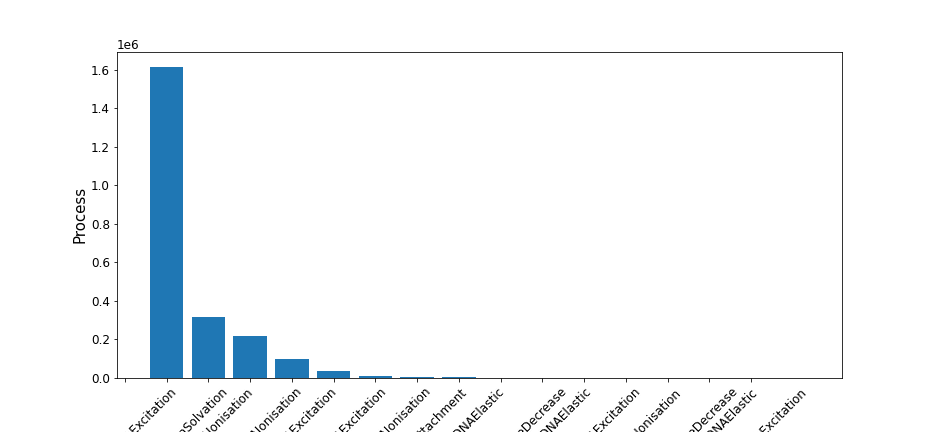 1e6
1.6
1.4
1.2
1.0
0.8
0.6
0.4
0.2
0.0
Process
Excitation
Solvation
Ionisation
Ionisation
Excitation
Excitation
Ionisation
ttachment
DNAElastic
Decrease
DNAElastic
Excitation
Ionisation
Decrease
DNAElastic
Excitation